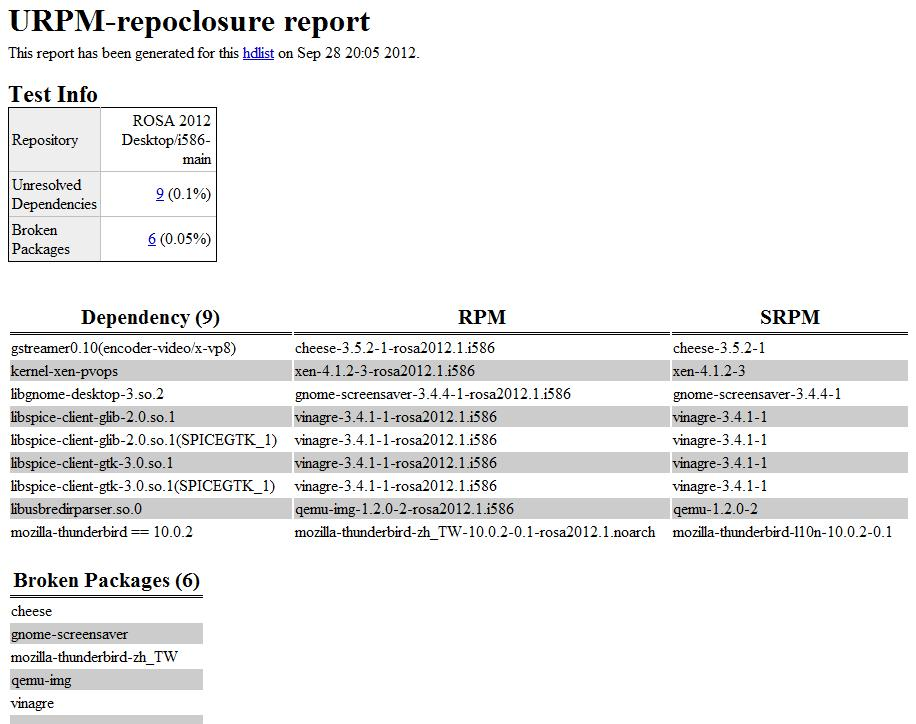 URPM-repoclosure report
This report has been generated for this hdlist on Sep 28 20:05 2012.
Test Info
Repository ROSA 2012 Desktop/i586-main
Unresolved Dependencies 9 (0.1%)
Broken Packages 6 (0.05%)
Dependency (9) RPM SRPM
gstreamer0.10(encoder-video/x-vp8) cheese-3.5.2-1-rosa2012.1.i586 cheese-3.5.2-1
kernel-xen-pvops xen-4.1.2-3-rosa2012.1.i586 xen-4.1.2-3
libgnome-desktop-3.so.2 gnome-screensaver-3.4.4-1-rosa2012.1.i586 gnome-screensaver-3.4.4-1
libspice-client-glib-2.0.so.1 vinagre-3.4.1-1-rosa2012.1.i586 vinagre-3.4.1-1
libspice-client-glib-2.0.so.1(SPICEGTK_1) vinagre-3.4.1-1-rosa2012.1.i586 vinagre-3.4.1-1
libspice-client-gtk-3.0.so.1 vinagre-3.4.1-1-rosa2012.1.i586 vinagre-3.4.1-1
libspice-client-gtk-3.0.so.1(SPICEGTK_1) vinagre-3.4.1-1-rosa2012.1.i586 vinagre-3.4.1-1
libusbredirparser.so.0 qemu-img-1.2.0-2-rosa2012.1.i586 qemu-1.2.0-2
mozilla-thunderbird == 10.0.2 mozilla-thunderbird-zh_TW-10.0.2-0.1-rosa2012.1.noarch mozilla-thunderbird-l10n-10.0.2-0.1
Broken Packages (6)
cheese
gnome-screensaver
mozilla-thunderbird-zh_TW
qemu-img
vinagre